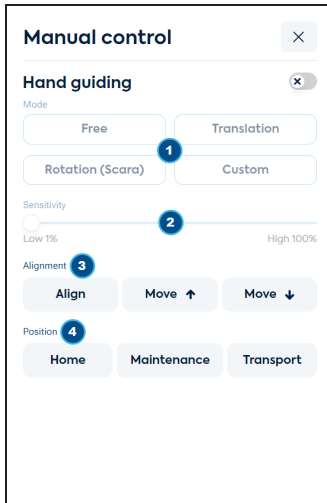 Manual control
Hand guiding
Mode
Free Translation
1
Rotation (Scara) Custom
Sensitivity
2
Low 1% High 100%
Alignment 3
Align Move ↑ Move ↓
Position 4
Home Maintenance Transport